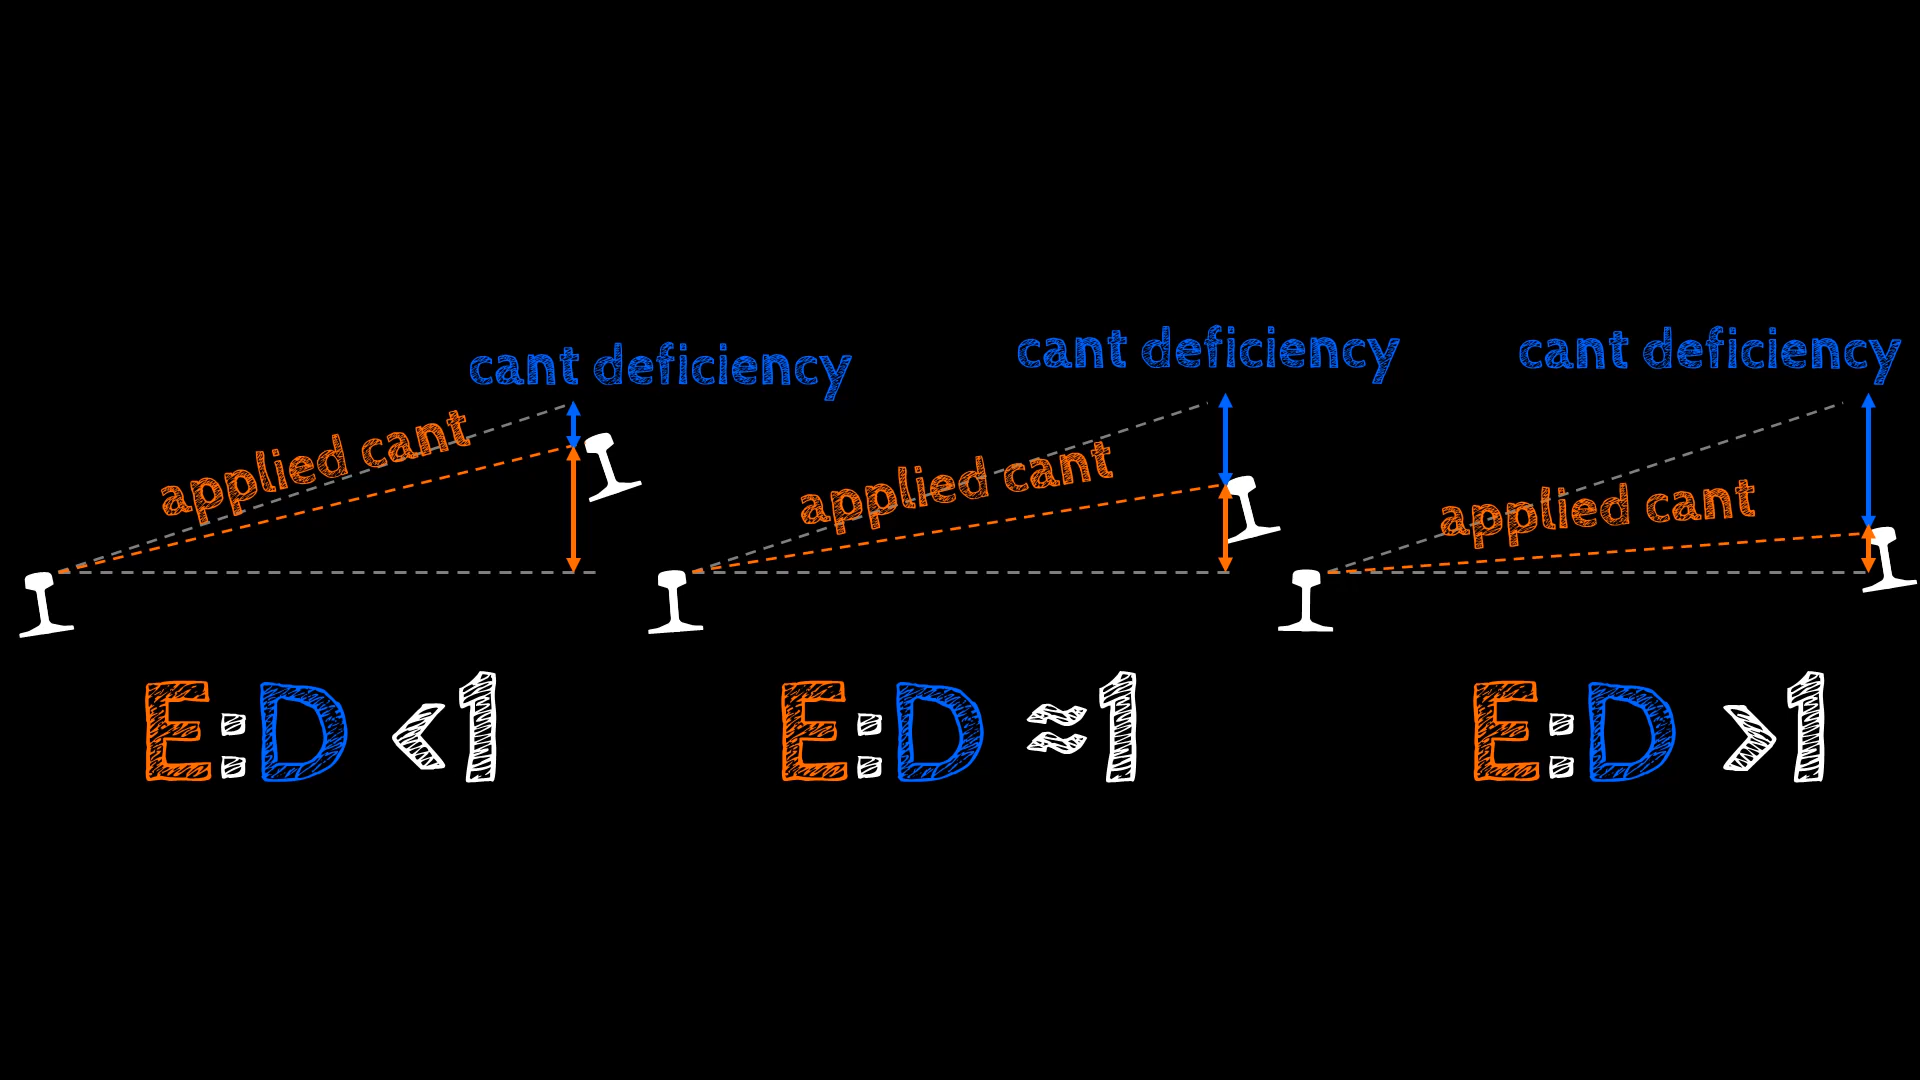 cant deficiency
applied cant
E:D <1
cant deficiency
applied cant
E:D ≈1
cant deficiency
applied cant
E:D >1